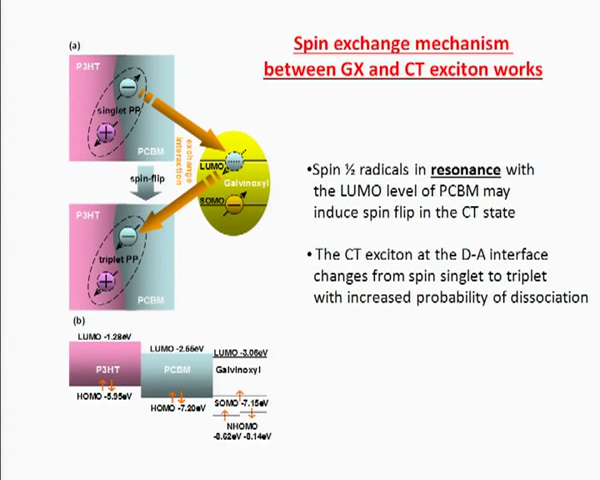 Spin exchange mechanism
between GX and CT exciton works
(a)
P3HT
singlet PP
PCBM
exchange
interaction
LUMO
Galvinoxyl
SOMO
spin-flip
P3HT
triplet PP
PCBM
•Spin ½ radicals in resonance with
the LUMO level of PCBM may
induce spin flip in the CT state
• The CT exciton at the D-A interface
changes from spin singlet to triplet
with increased probability of dissociation
(b)
LUMO -1.28eV
P3HT
HOMO -5.95eV
LUMO -2.55eV
PCBM
HOMO -7.20eV
LUMO -3.05eV
Galvinoxyl
SOMO -7.15eV
NHOMO
-8.62eV -8.14eV